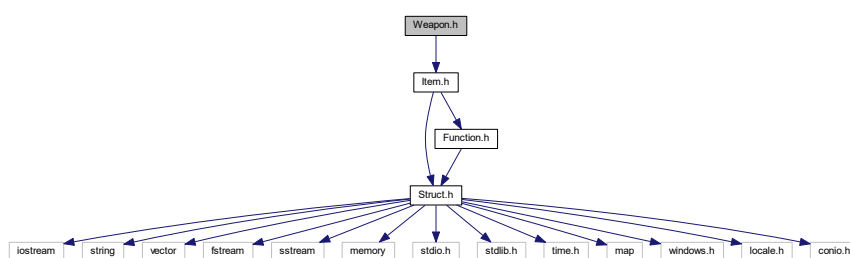 Weapon.h
Item.h
Function.h
Struct.h
iostream
string
vector
fstream
sstream
memory
stdio.h
stdlib.h
time.h
map
windows.h
locale.h
conio.h